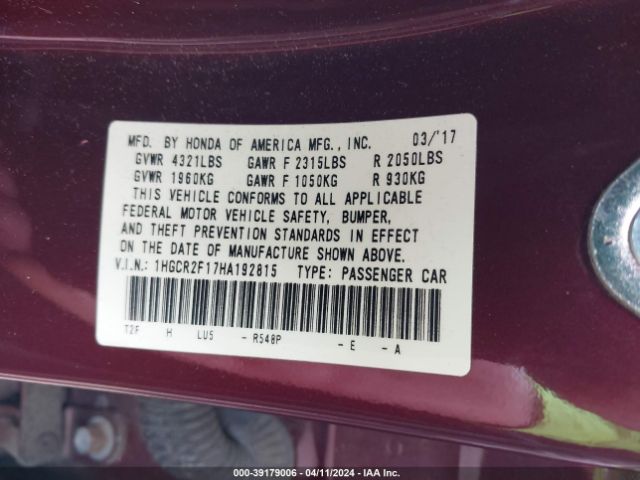 MFD. BY HONDA OF AMERICA MFG., INC. 03/'17
GVWR 4321LBS GAWR F 2315LBS R 2050LBS
GVWR 1960KG GAWR F 1050KG R 930KG
THIS VEHICLE CONFORMS TO ALL APPLICABLE
FEDERAL MOTOR VEHICLE SAFETY, BUMPER,
AND THEFT PREVENTION STANDARDS IN EFFECT
ON THE DATE OF MANUFACTURE SHOWN ABOVE.
V.I.N.: 1HGCR2F17HA192815 TYPE: PASSENGER CAR
T2F H LU5 - R548P - E - A
000-39179006 - 04/11/2024 - IAA Inc.